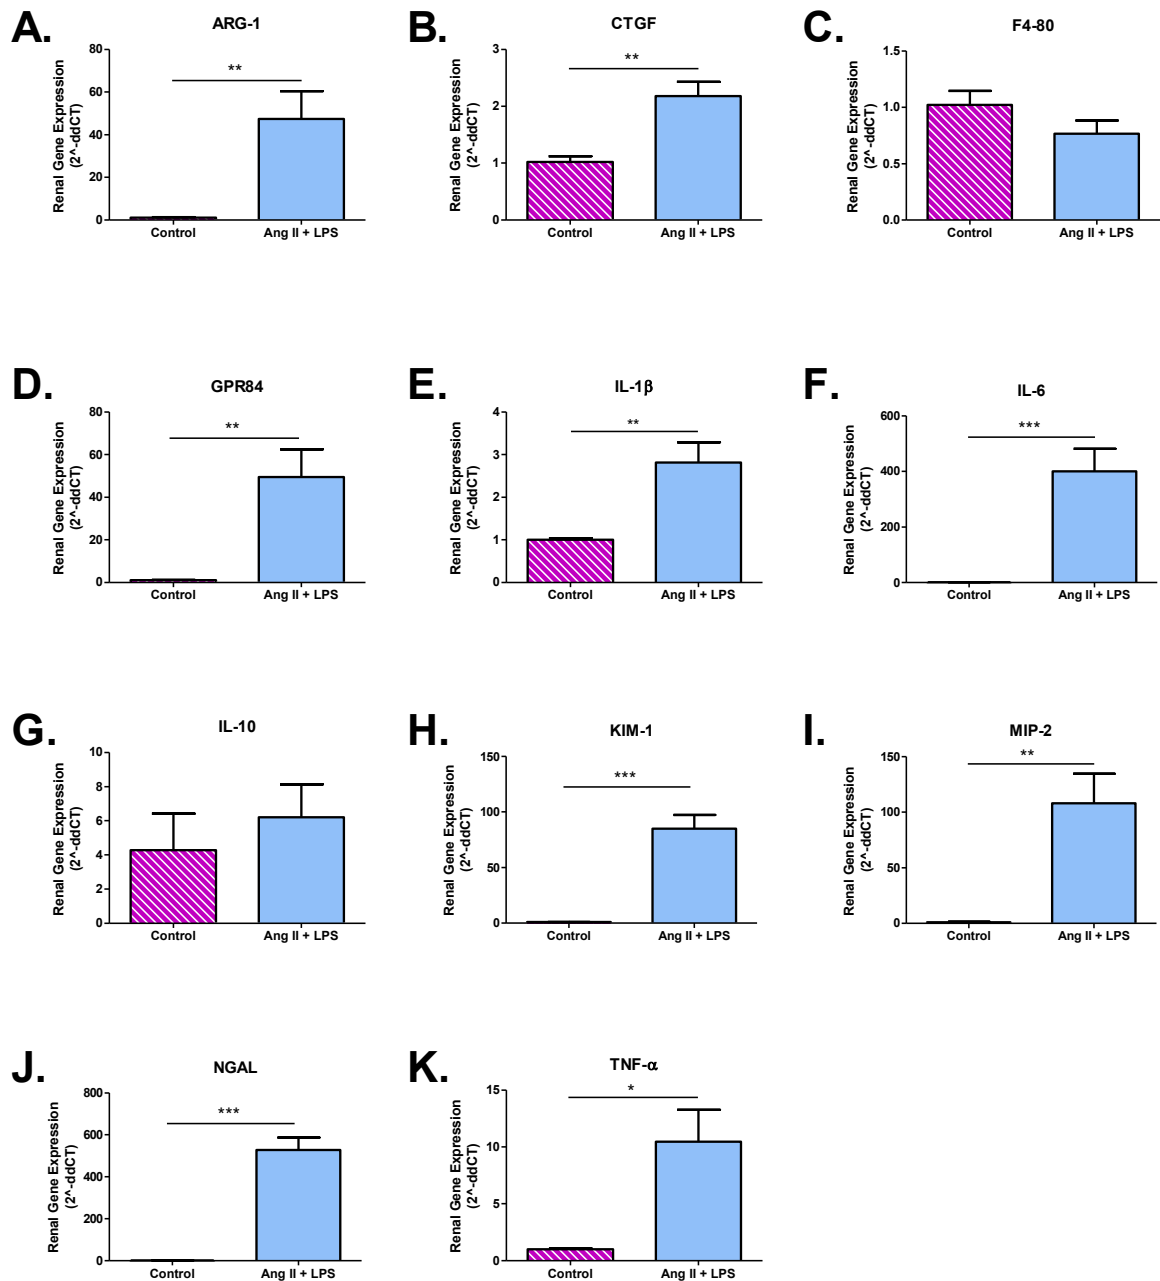 A.
ARG-1
Renal Gene Expression
(2^-ddCT)
80
60
40
20
0
**
Control
Ang II + LPS
B.
CTGF
Renal Gene Expression
(2^-ddCT)
3
2
1
0
**
Control
Ang II + LPS
C.
F4-80
Renal Gene Expression
(2^-ddCT)
1.5
1.0
0.5
0.0
Control
Ang II + LPS
D.
GPR84
Renal Gene Expression
(2^-ddCT)
80
60
40
20
0
**
Control
Ang II + LPS
E.
IL-1β
Renal Gene Expression
(2^-ddCT)
4
3
2
1
0
**
Control
Ang II + LPS
F.
IL-6
Renal Gene Expression
(2^-ddCT)
600
400
200
0
***
Control
Ang II + LPS
G.
IL-10
Renal Gene Expression
(2^-ddCT)
10
8
6
4
2
0
Control
Ang II + LPS
H.
KIM-1
Renal Gene Expression
(2^-ddCT)
150
100
50
0
***
Control
Ang II + LPS
I.
MIP-2
Renal Gene Expression
(2^-ddCT)
150
100
50
0
**
Control
Ang II + LPS
J.
NGAL
Renal Gene Expression
(2^-ddCT)
800
600
400
200
0
***
Control
Ang II + LPS
K.
TNF-α
Renal Gene Expression
(2^-ddCT)
15
10
5
0
*
Control
Ang II + LPS